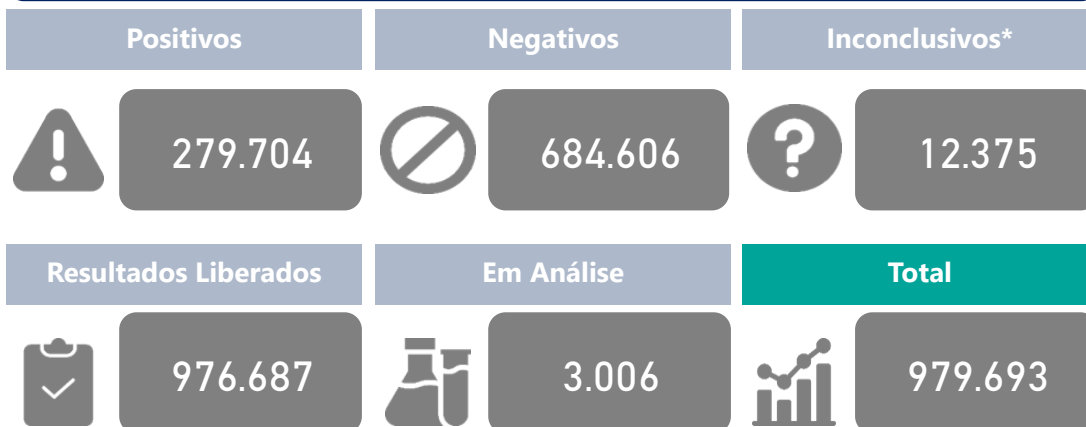 Positivos Negativos Inconclusivos*
279.704 684.606 12.375
Resultados Liberados Em Análise Total
976.687 3.006 979.693